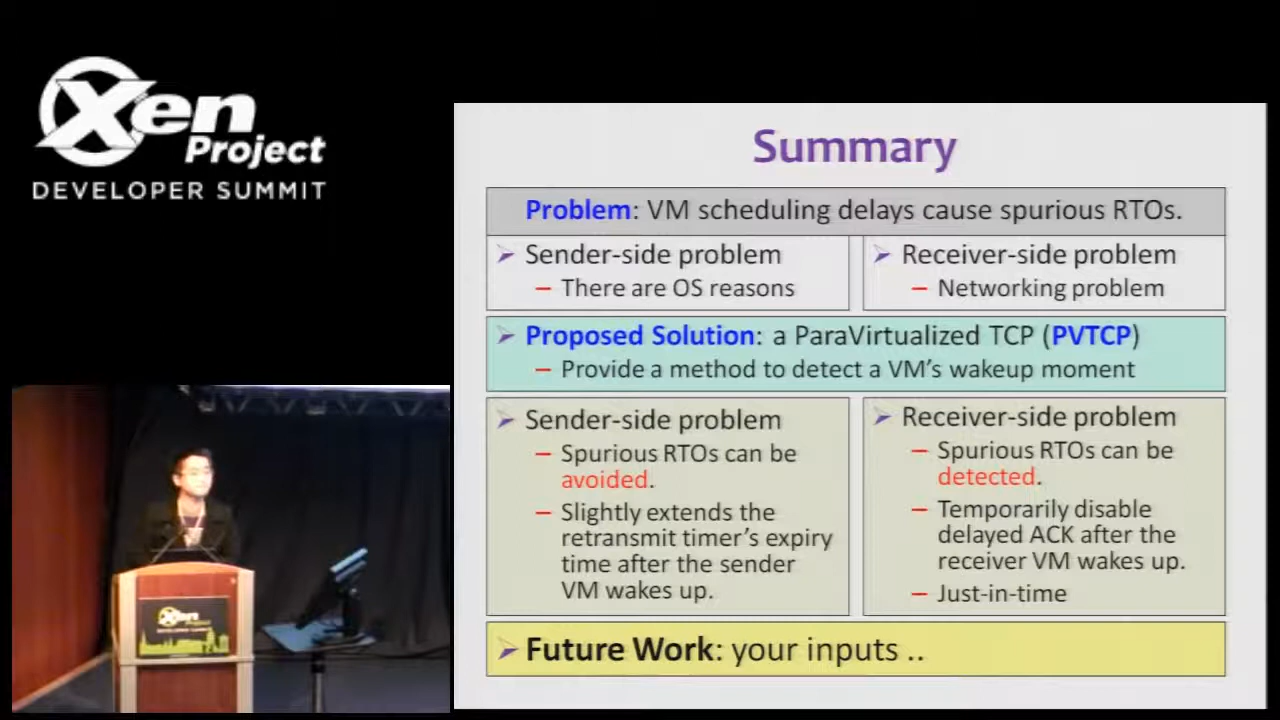 Xen
Project
DEVELOPER SUMMIT
Summary
Problem: VM scheduling delays cause spurious RTOs.
➢ Sender-side problem
– There are OS reasons
➢ Receiver-side problem
– Networking problem
➢ Proposed Solution: a ParaVirtualized TCP (PVTCP)
– Provide a method to detect a VM's wakeup moment
➢ Sender-side problem
– Spurious RTOs can be
avoided.
– Slightly extends the
retransmit timer's expiry
time after the sender
VM wakes up.
➢ Receiver-side problem
– Spurious RTOs can be
detected.
– Temporarily disable
delayed ACK after the
receiver VM wakes up.
– Just-in-time
➢ Future Work: your inputs ..
Xen
Project
DEVELOPER SUMMIT